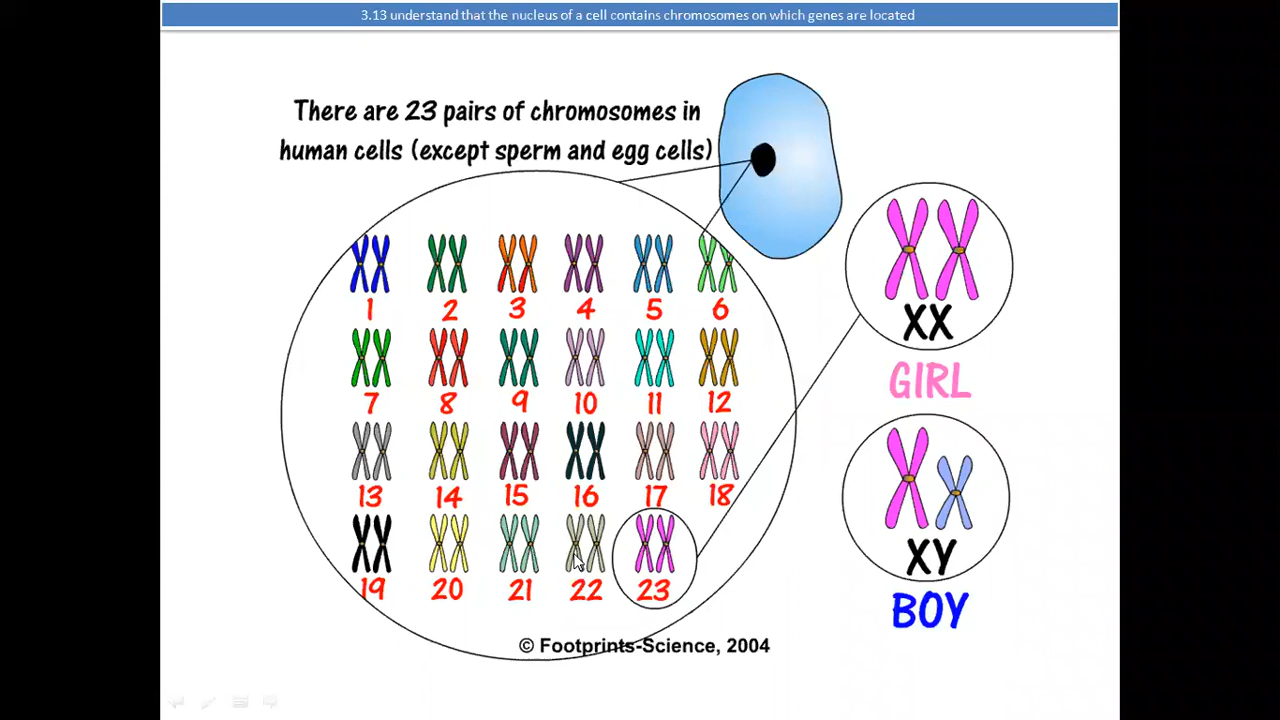 3.13 understand that the nucleus of a cell contains chromosomes on which genes are located
There are 23 pairs of chromosomes in
human cells (except sperm and egg cells)
1 2 3 4 5 6
7 8 9 10 11 12
13 14 15 16 17 18
19 20 21 22 23
XX
GIRL
XY
BOY
© Footprints-Science, 2004